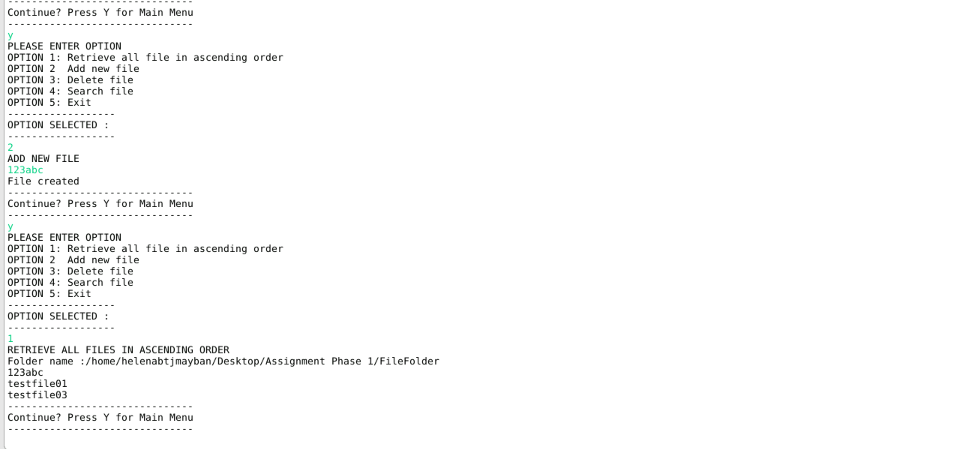 -------------------------------
Continue? Press Y for Main Menu
-------------------------------
y
PLEASE ENTER OPTION
OPTION 1: Retrieve all file in ascending order
OPTION 2  Add new file
OPTION 3: Delete file
OPTION 4: Search file
OPTION 5: Exit
------------------
OPTION SELECTED :
------------------
2
ADD NEW FILE
123abc
File created
-------------------------------
Continue? Press Y for Main Menu
-------------------------------
y
PLEASE ENTER OPTION
OPTION 1: Retrieve all file in ascending order
OPTION 2  Add new file
OPTION 3: Delete file
OPTION 4: Search file
OPTION 5: Exit
------------------
OPTION SELECTED :
------------------
1
RETRIEVE ALL FILES IN ASCENDING ORDER
Folder name :/home/helenabtjmayban/Desktop/Assignment Phase 1/FileFolder
123abc
testfile01
testfile03
-------------------------------
Continue? Press Y for Main Menu
-------------------------------